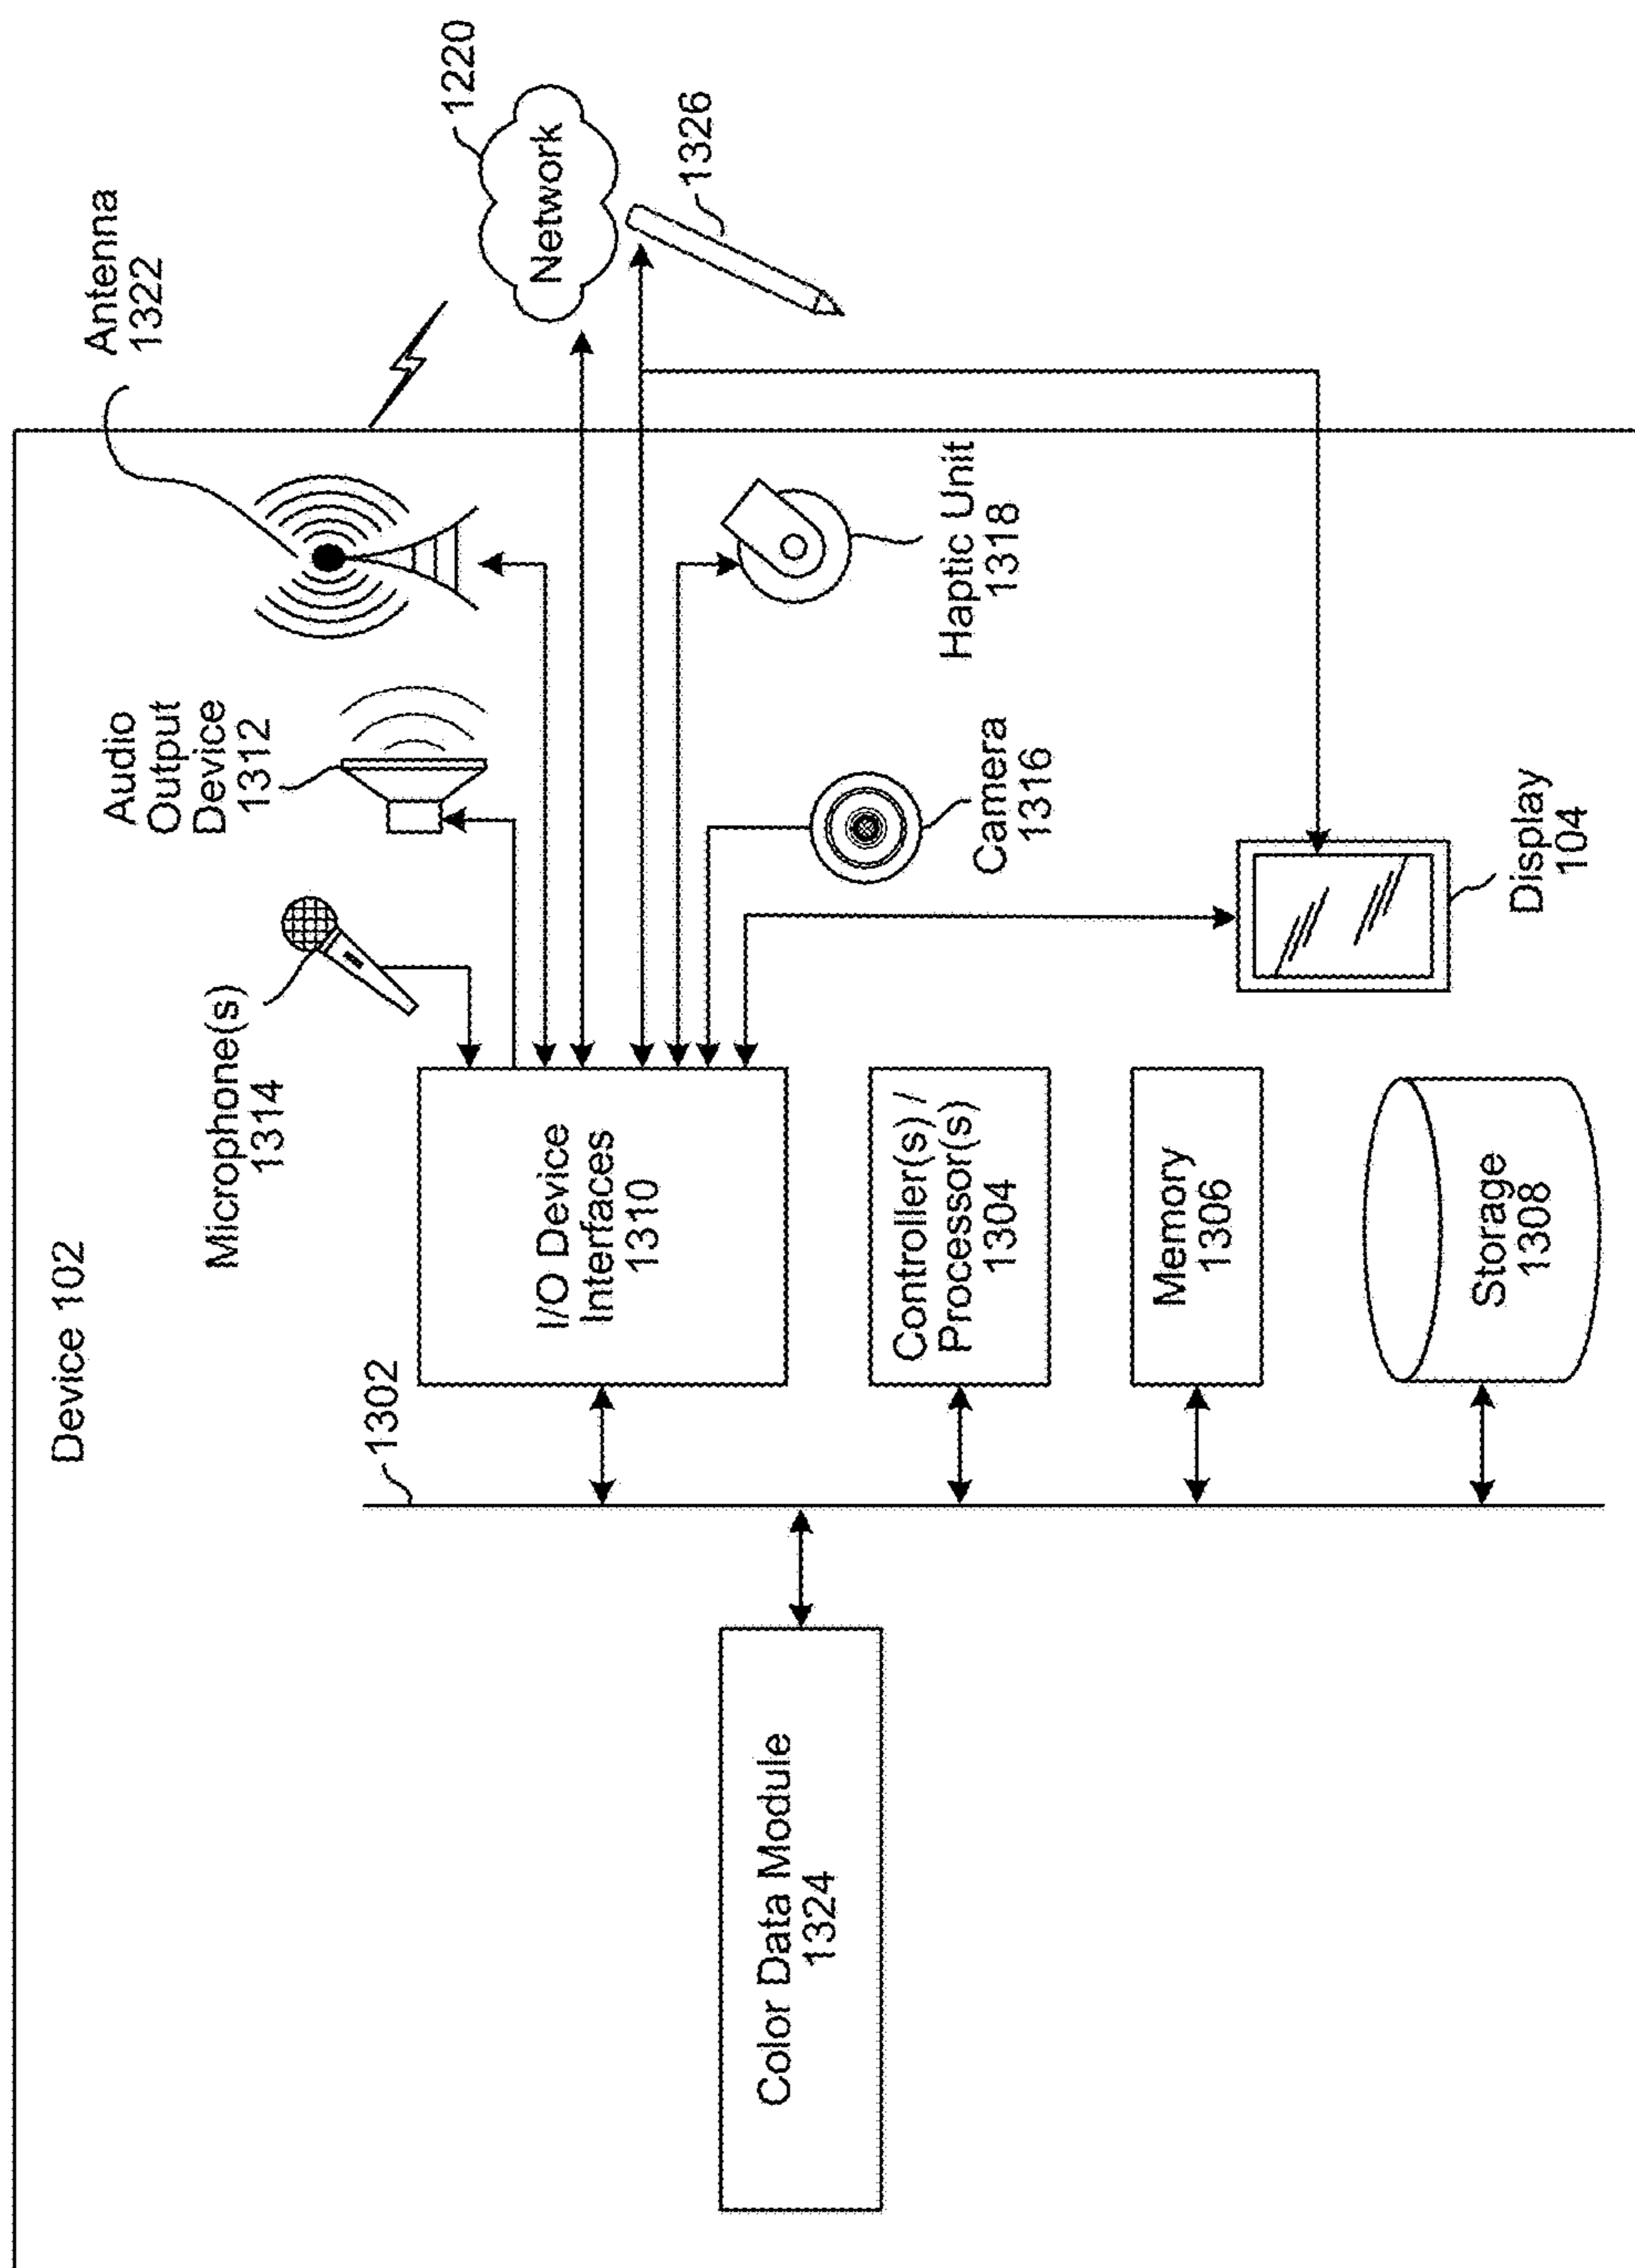 Device 102
Antenna
1322
Audio
Output
Device
1312
Microphone(s)
1314
1220
Network
1326
1302
I/O Device
Interfaces
1310
Haptic Unit
1318
Camera
1316
Color Data Module
1324
Controller(s) /
Processor(s)
1304
Memory
1306
Storage
1308
Display
104